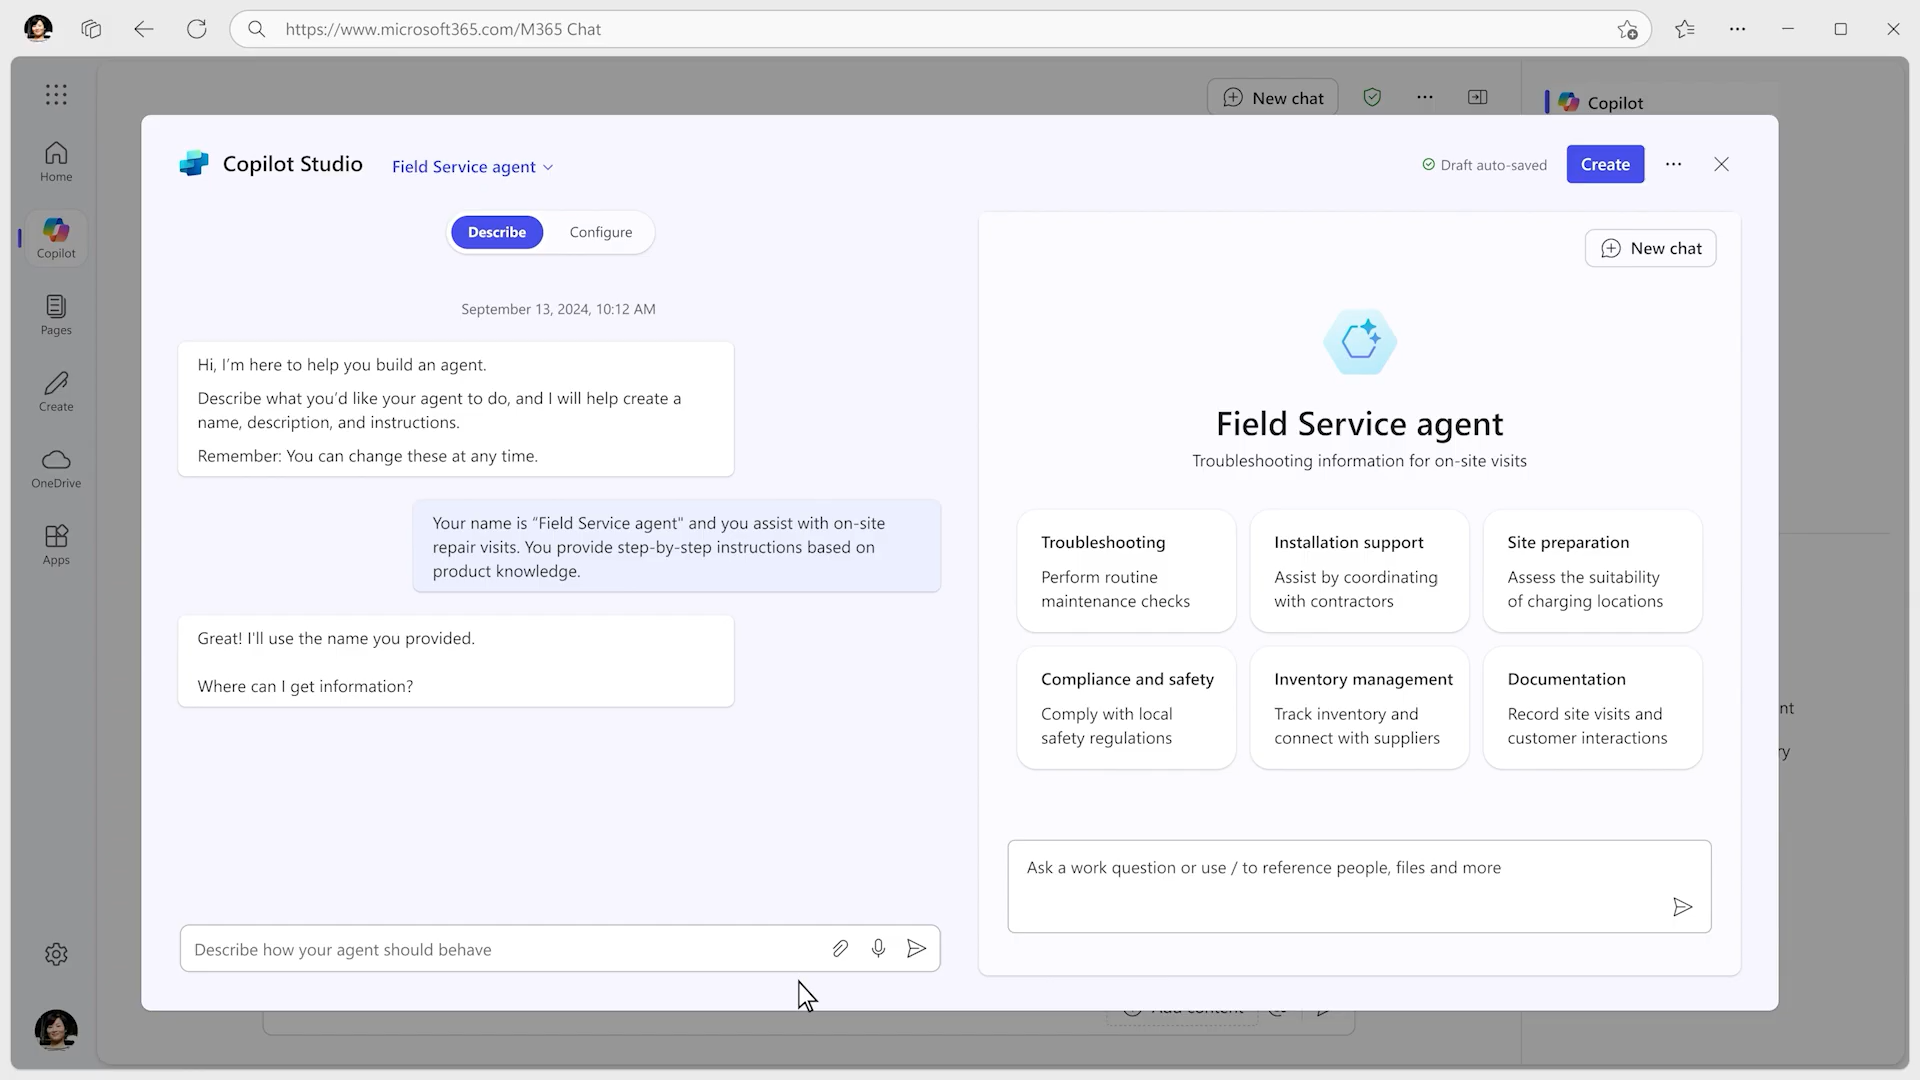 https://www.microsoft365.com/M365 Chat
New chat
Copilot
Home
Copilot
Pages
Create
OneDrive
Apps
Copilot Studio
Field Service agent
Draft auto-saved
Create
Describe
Configure
September 13, 2024, 10:12 AM
Hi, I'm here to help you build an agent.
Describe what you'd like your agent to do, and I will help create a
name, description, and instructions.
Remember: You can change these at any time.
Your name is “Field Service agent" and you assist with on-site
repair visits. You provide step-by-step instructions based on
product knowledge.
Great! I'll use the name you provided.
Where can I get information?
Describe how your agent should behave
New chat
Field Service agent
Troubleshooting information for on-site visits
Troubleshooting
Perform routine
maintenance checks
Installation support
Assist by coordinating
with contractors
Site preparation
Assess the suitability
of charging locations
Compliance and safety
Comply with local
safety regulations
Inventory management
Track inventory and
connect with suppliers
Documentation
Record site visits and
customer interactions
Ask a work question or use / to reference people, files and more
nt
ry
Add content